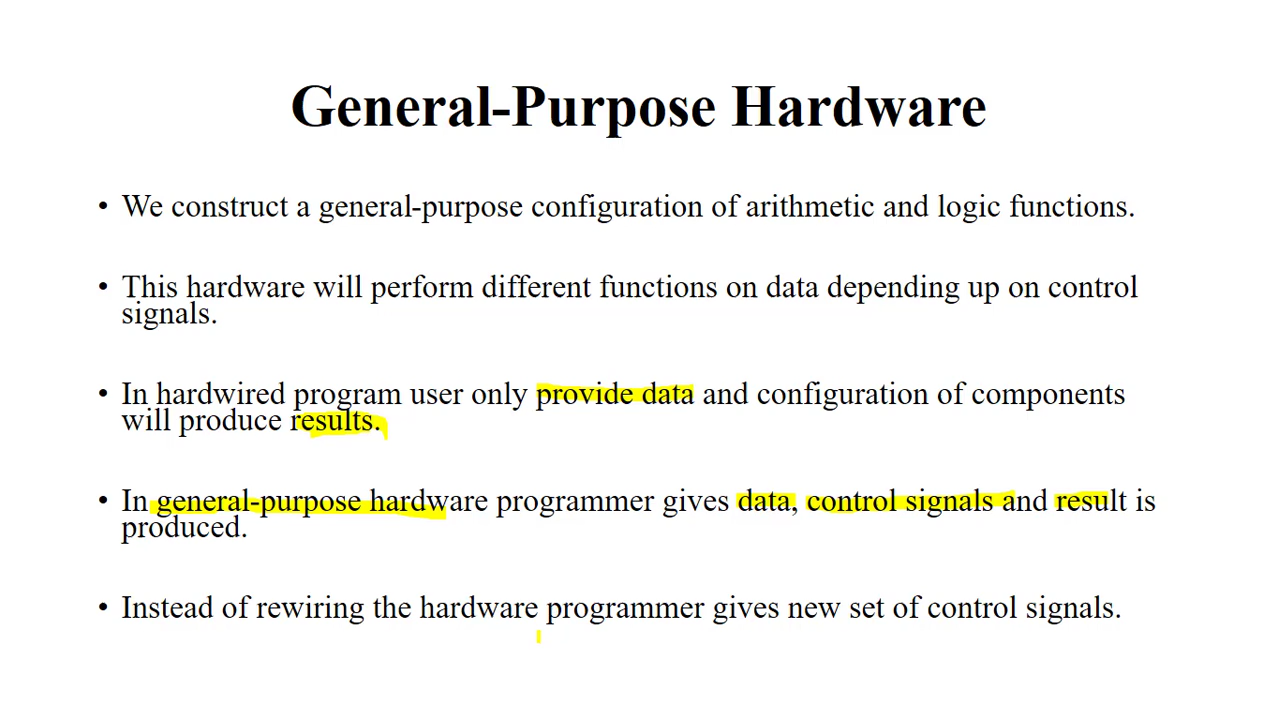 General-Purpose Hardware
• We construct a general-purpose configuration of arithmetic and logic functions.
• This hardware will perform different functions on data depending up on control
signals.
• In hardwired program user only provide data and configuration of components
will produce results.
• In general-purpose hardware programmer gives data, control signals and result is
produced.
• Instead of rewiring the hardware programmer gives new set of control signals.